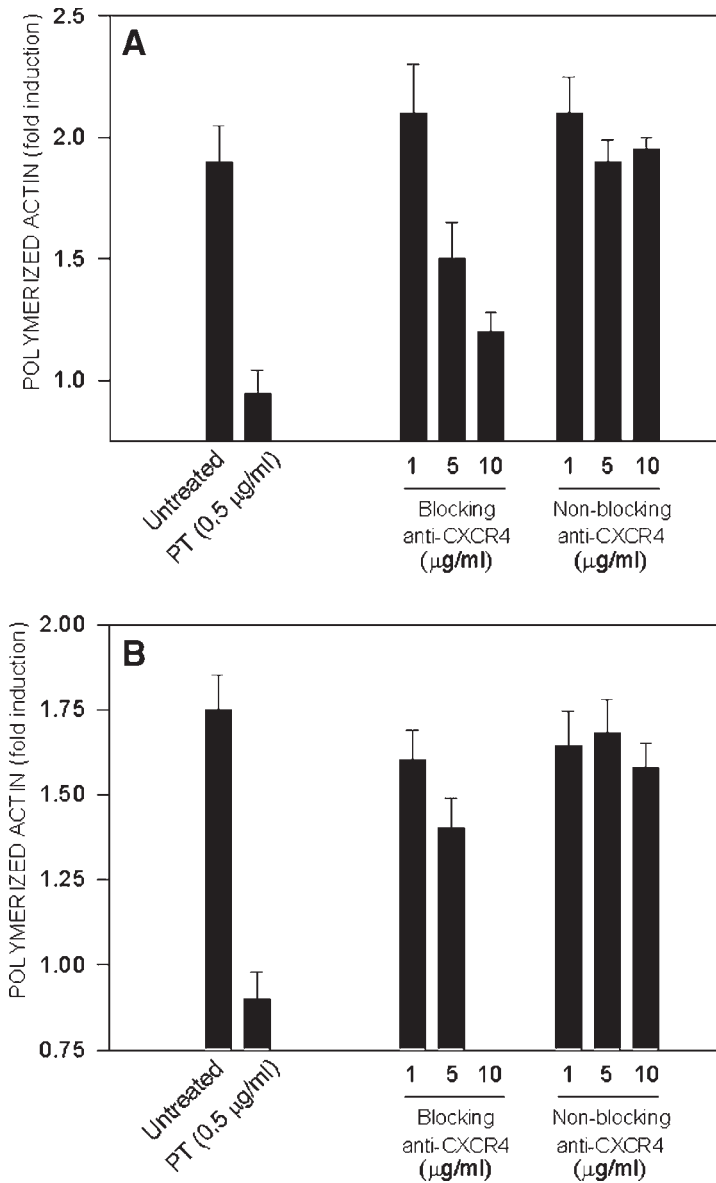 A
POLYMERIZED ACTIN (fold induction)
2.5
2.0
1.5
1.0
Untreated
PT (0,5 μg/ml)
1 5 10
1 5 10
Blocking
anti-CXCR4
(μg/ml)
Non-blocking
anti-CXCR4
(μg/ml)
B
POLYMERIZED ACTIN (fold induction)
2.00
1.75
1.50
1.25
1.00
0.75
Untreated
PT (0,5 μg/ml)
1 5 10
1 5 10
Blocking
anti-CXCR4
(μg/ml)
Non-blocking
anti-CXCR4
(μg/ml)